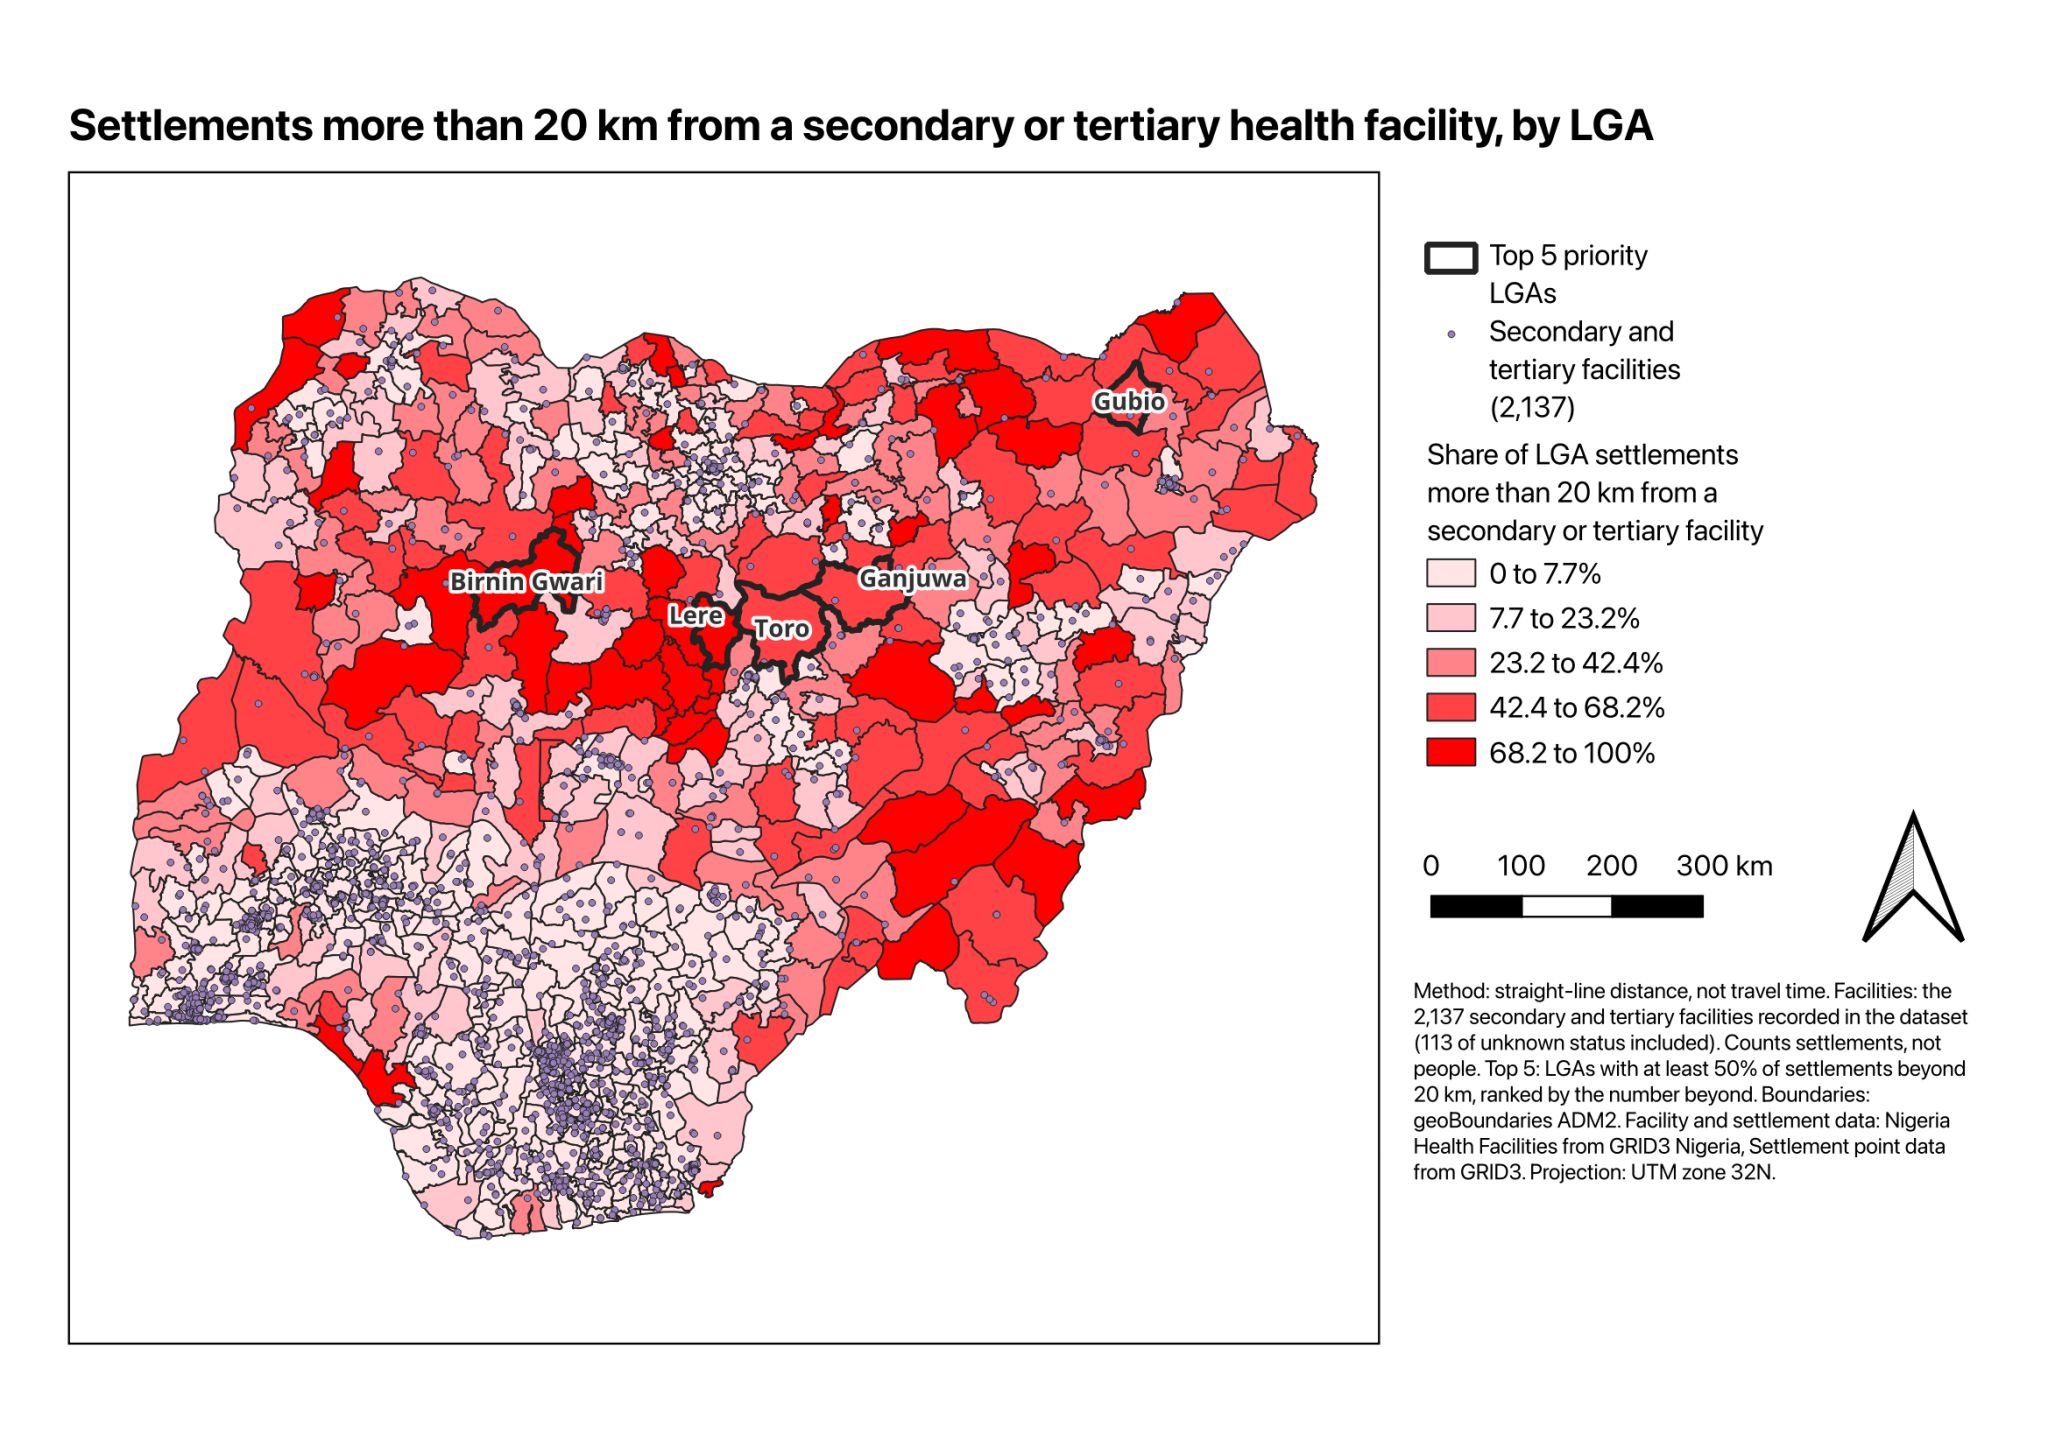 Settlements more than 20 km from a secondary or tertiary health facility, by LGA
Gubio
Birnin Gwari
Ganjuwa
Lere
Toro
Top 5 priority
LGAs
Secondary and
tertiary facilities
(2,137)
Share of LGA settlements
more than 20 km from a
secondary or tertiary facility
0 to 7.7%
7.7 to 23.2%
23.2 to 42.4%
42.4 to 68.2%
68.2 to 100%
0 100 200 300 km
Method: straight-line distance, not travel time. Facilities: the
2,137 secondary and tertiary facilities recorded in the dataset
(113 of unknown status included). Counts settlements, not
people. Top 5: LGAs with at least 50% of settlements beyond
20 km, ranked by the number beyond. Boundaries:
geoBoundaries ADM2. Facility and settlement data: Nigeria
Health Facilities from GRID3 Nigeria, Settlement point data
from GRID3. Projection: UTM zone 32N.